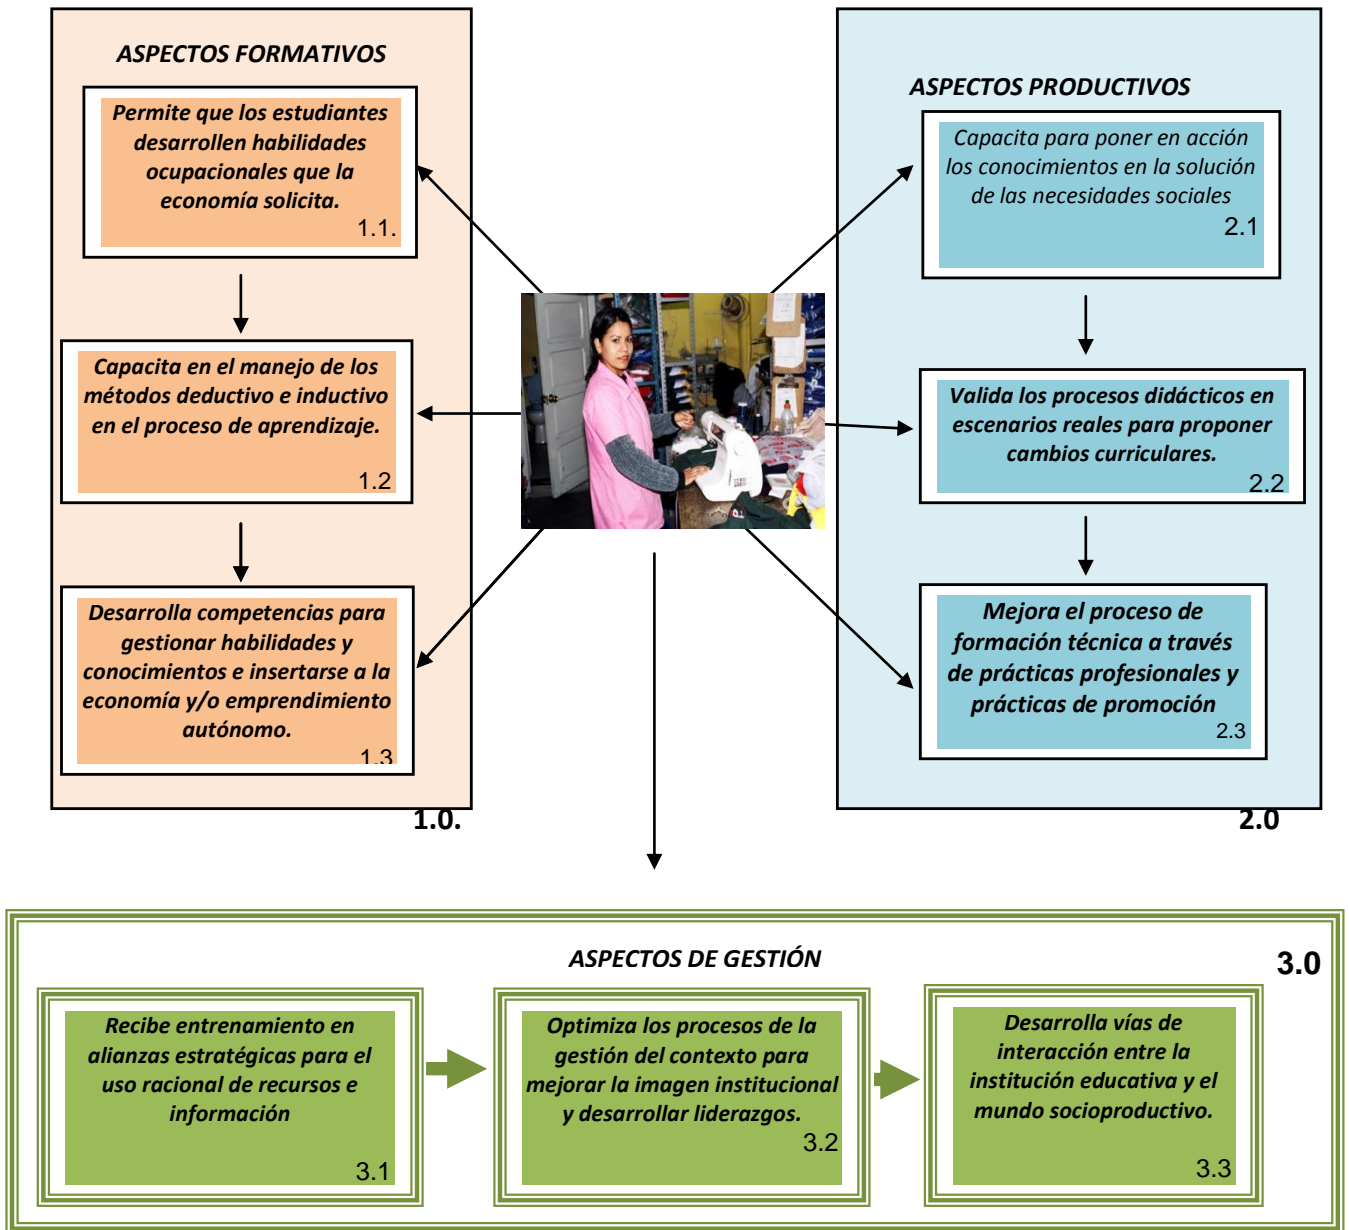 ASPECTOS FORMATIVOS
Permite que los estudiantes
desarrollen habilidades
ocupacionales que la
economía solicita.
1.1.
Capacita en el manejo de los
métodos deductivo e inductivo
en el proceso de aprendizaje.
1.2
Desarrolla competencias para
gestionar habilidades y
conocimientos e insertarse a la
economía y/o emprendimiento
autónomo.
1.3
1.0.
ASPECTOS PRODUCTIVOS
Capacita para poner en acción
los conocimientos en la solución
de las necesidades sociales
2.1
Valida los procesos didácticos en
escenarios reales para proponer
cambios curriculares.
2.2
Mejora el proceso de
formación técnica a través
de prácticas profesionales y
prácticas de promoción
2.3
2.0
ASPECTOS DE GESTIÓN
3.0
Recibe entrenamiento en
alianzas estratégicas para el
uso racional de recursos e
información
3.1
Optimiza los procesos de la
gestión del contexto para
mejorar la imagen institucional
y desarrollar liderazgos.
3.2
Desarrolla vías de
interacción entre la
institución educativa y el
mundo socioproductivo.
3.3